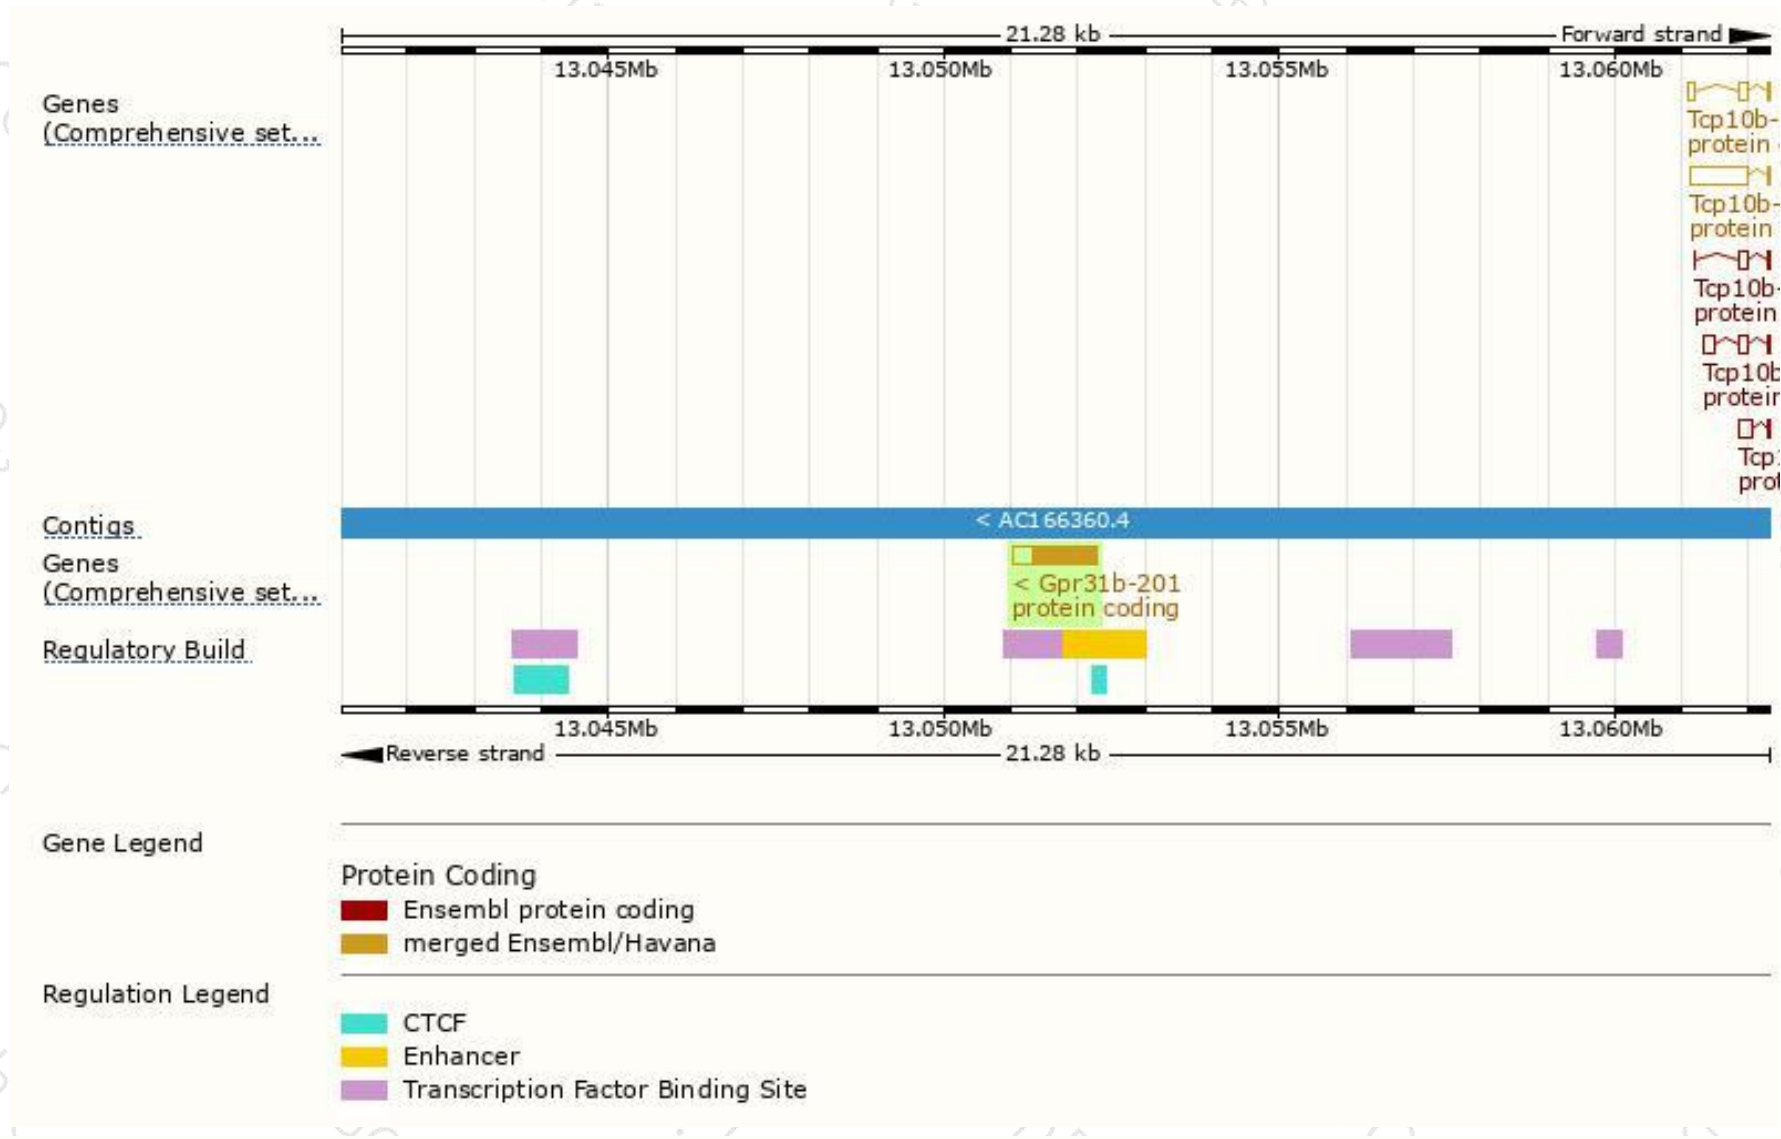 21.28 kb
Forward strand
13.045Mb 13.050Mb 13.055Mb 13.060Mb
Genes
(Comprehensive set...
Tcp10b-
protein
Tcp10b-
protein
Tcp10b-
protein
Tcp10b
protein
Tcp1
prot
Contigs
< AC166360.4
Genes
(Comprehensive set...
< Gpr31b-201
protein coding
Regulatory Build
13.045Mb 13.050Mb 13.055Mb 13.060Mb
Reverse strand
21.28 kb
Gene Legend
Protein Coding
Ensembl protein coding
merged Ensembl/Havana
Regulation Legend
CTCF
Enhancer
Transcription Factor Binding Site